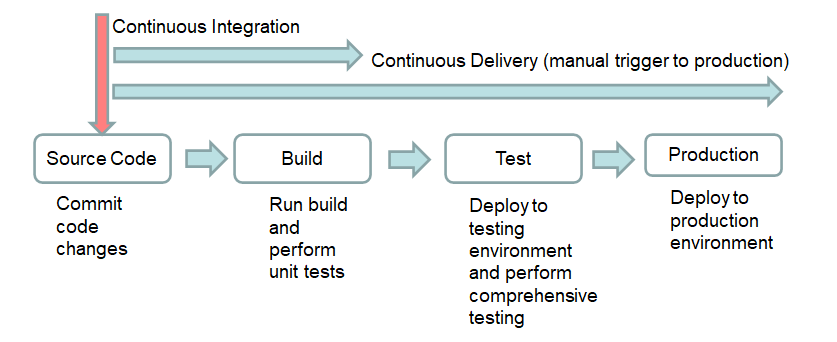 Continuous Integration
Continuous Delivery (manual trigger to production)
Source Code
Build
Test
Production
Commit
code
changes
Run build
and
perform
unit tests
Deploy to
testing
environment
and perform
comprehensive
testing
Deploy to
production
environment